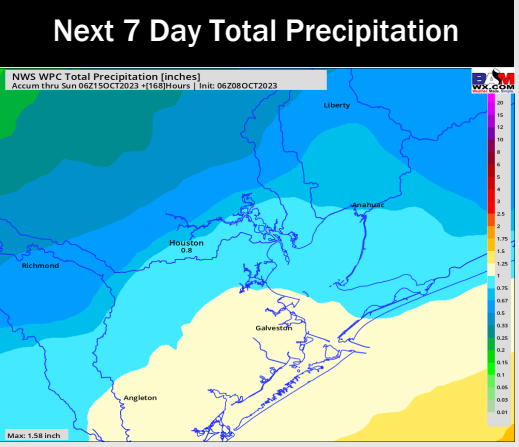 Next 7 Day Total Precipitation
NWS WPC Total Precipitation [inches]
Accum thru Sun 06Z15OCT2023 +[168]Hours | Init: 06Z08OCT2023
BAM
WX.COM
Liberty
Anahuac
Houston
0.8
Richmond
Galveston
Angleton
Max: 1.58 inch
20
15
12
10
8
6
5
4
3
2.5
2
1.75
1.5
1.25
1
0.75
0.67
0.5
0.33
0.25
0.2
0.15
0.1
0.05
0.03
0.01